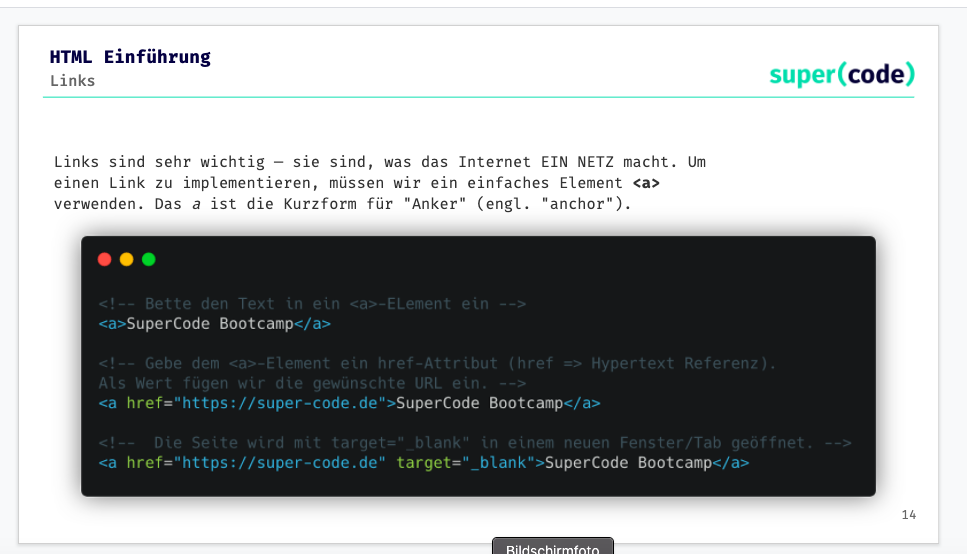 HTML Einführung
Links
super(code)
Links sind sehr wichtig – sie sind, was das Internet EIN NETZ macht. Um
einen Link zu implementieren, müssen wir ein einfaches Element <a>
verwenden. Das a ist die Kurzform für "Anker" (engl. "anchor").
<!-- Bette den Text in ein <a>-ELement ein -->
<a>SuperCode Bootcamp</a>
<!-- Gebe dem <a>-Element ein href-Attribut (href => Hypertext Referenz).
Als Wert fügen wir die gewünschte URL ein. -->
<a href="https://super-code.de">SuperCode Bootcamp</a>
<!--  Die Seite wird mit target="_blank" in einem neuen Fenster/Tab geöffnet. -->
<a href="https://super-code.de" target="_blank">SuperCode Bootcamp</a>
14
Bildschirmfoto